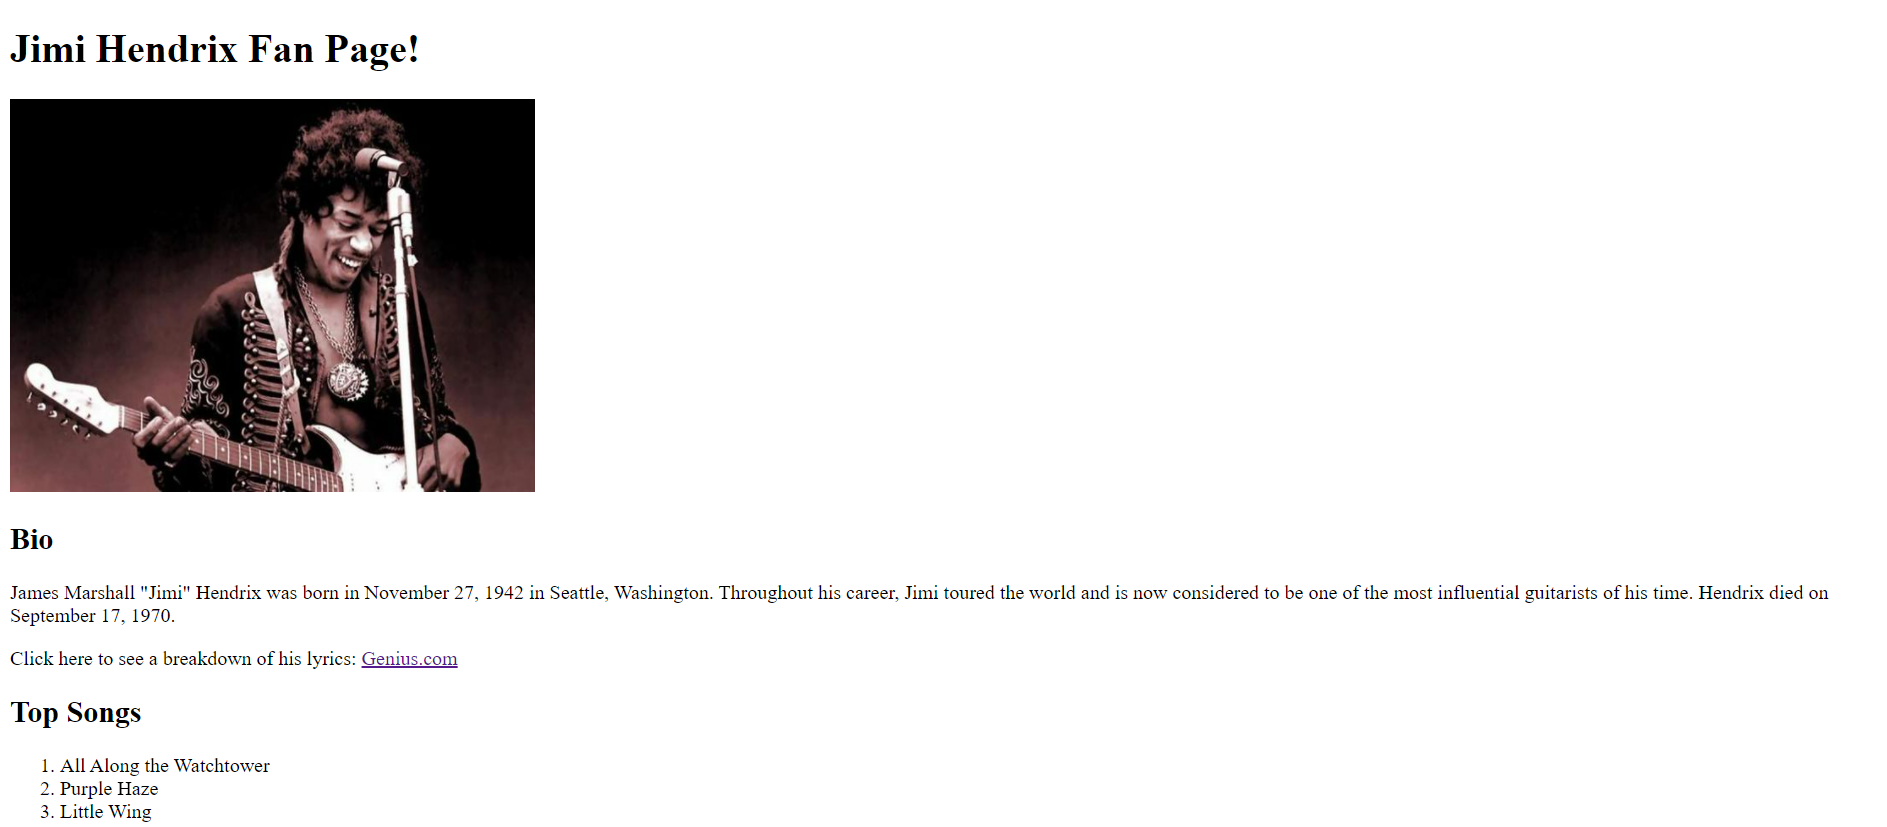 Jimi Hendrix Fan Page!
Bio
James Marshall "Jimi" Hendrix was born in November 27, 1942 in Seattle, Washington. Throughout his career, Jimi toured the world and is now considered to be one of the most influential guitarists of his time. Hendrix died on
September 17, 1970.
Click here to see a breakdown of his lyrics: Genius.com
Top Songs
1. All Along the Watchtower
2. Purple Haze
3. Little Wing